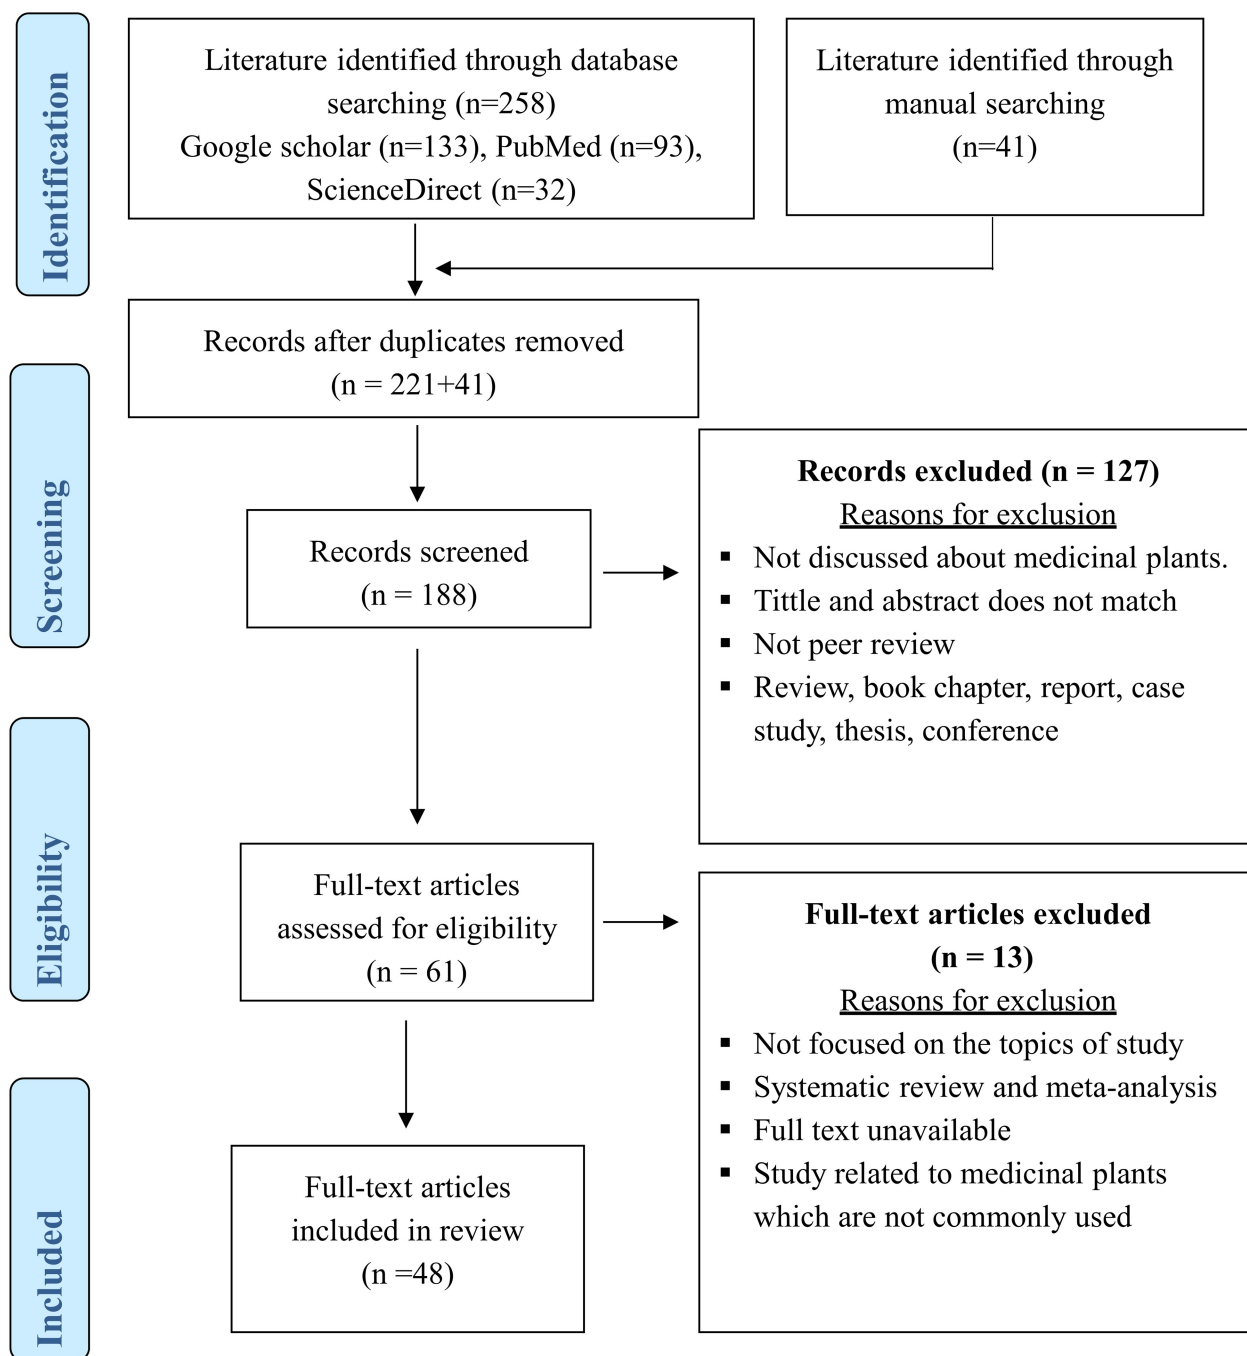 Identification
Literature identified through database
searching (n=258)
Google scholar (n=133), PubMed (n=93),
ScienceDirect (n=32)
Literature identified through
manual searching
(n=41)
Records after duplicates removed
(n = 221+41)
Screening
Records screened
(n = 188)
Records excluded (n = 127)
Reasons for exclusion
▪ Not discussed about medicinal plants.
▪ Tittle and abstract does not match
▪ Not peer review
▪ Review, book chapter, report, case
study, thesis, conference
Eligibility
Full-text articles
assessed for eligibility
(n = 61)
Full-text articles excluded
(n = 13)
Reasons for exclusion
▪ Not focused on the topics of study
▪ Systematic review and meta-analysis
▪ Full text unavailable
▪ Study related to medicinal plants
which are not commonly used
Included
Full-text articles
included in review
(n =48)